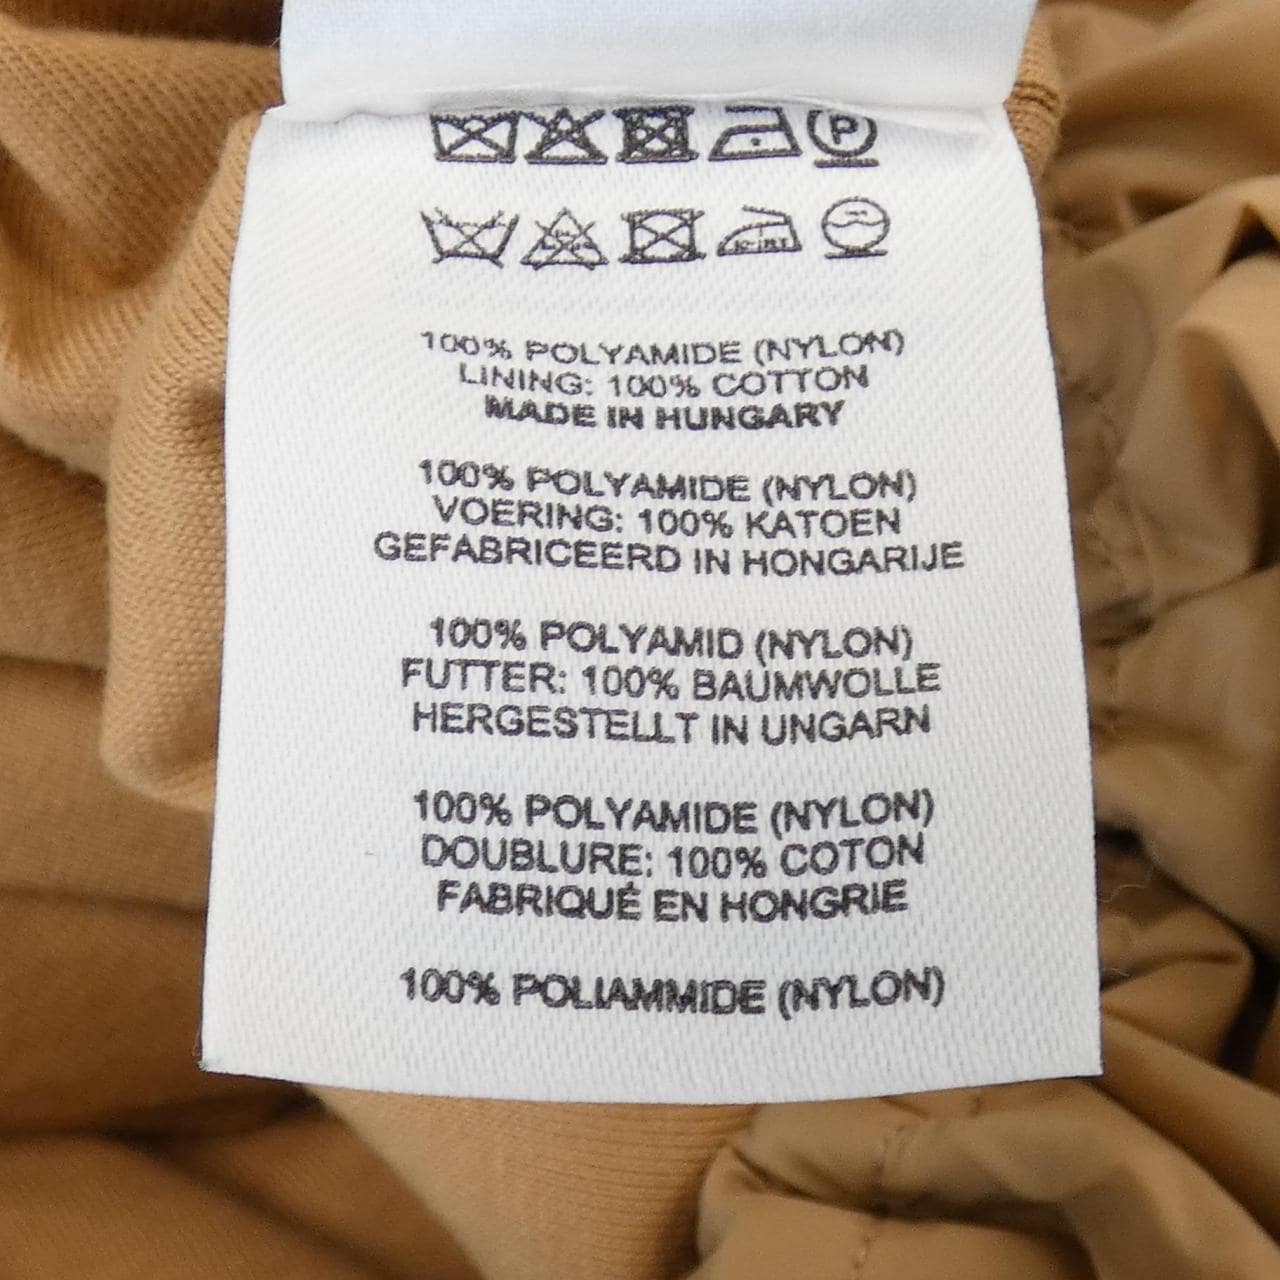 P
100% POLYAMIDE (NYLON)
LINING: 100% COTTON
MADE IN HUNGARY
100% POLYAMIDE (NYLON)
VOERING: 100% KATOEN
GEFABRICEERD IN HONGARIJE
100% POLYAMID (NYLON)
FUTTER: 100% BAUMWOLLE
HERGESTELLT IN UNGARN
100% POLYAMIDE (NYLON)
DOUBLURE: 100% COTON
FABRIQUÉ EN HONGRIE
100% POLIAMMIDE (NYLON)